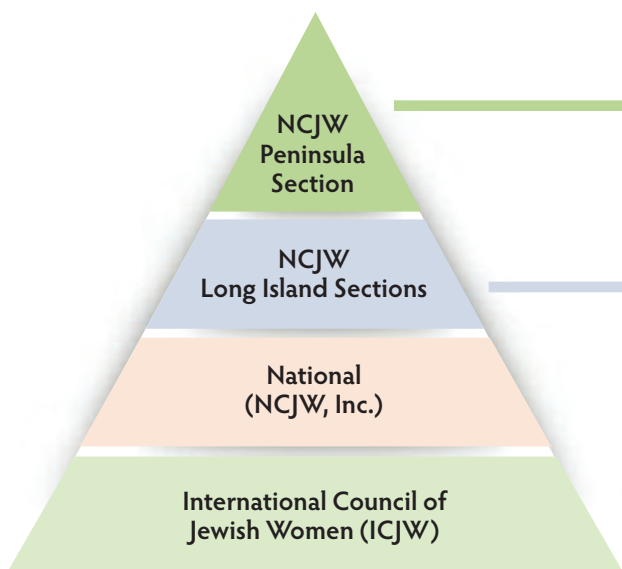 NCJW
Peninsula
Section
NCJW
Long Island Sections
National
(NCJW, Inc.)
International Council of
Jewish Women (ICJW)